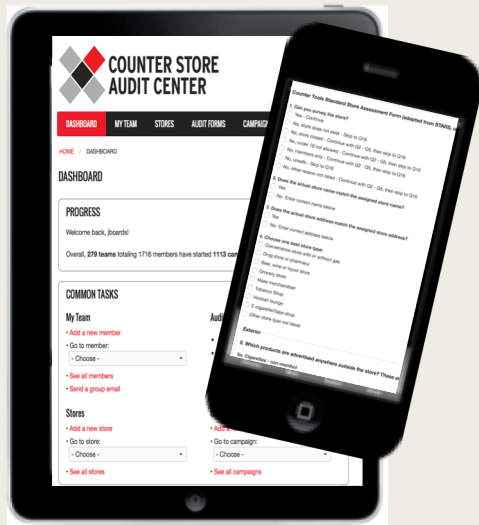 COUNTER STORE
AUDIT CENTER
DASHBOARD MY TEAM STORES AUDIT FORMS CAMPAIG
HOME / DASHBOARD
DASHBOARD
PROGRESS
Welcome back, jboards!
Overall, 279 teams totaling 1716 members have started 1113 cam
COMMON TASKS
My Team
• Add a new member
• Go to member:
- Choose -
• See all members
• Send a group email
Audi
Stores
• Add a new store
• Go to store:
- Choose -
• See all stores
• Go to campaign:
- Choose -
• See all campaigns
Counter Tools Standard Store Assessment Form (adapted from STARS,
1. Can you survey the store?
Yes - Continue
No, store does not exist - Skip to Q16
No, store closed - Continue with Q2 - Q5, then skip to Q16
No, under 18 not allowed - Continue with Q2 - Q5, then skip to Q16
No, members only - Continue with Q2 - Q5, then skip to Q16
No, unsafe - Skip to Q16
No, other reason not listed - Continue with Q2 - Q5, then skip to Q16
2. Does the actual store name match the assigned store name?
Yes
No- Enter correct name below
3. Does the actual store address match the assigned store address?
Yes
No- Enter correct address below
4. Choose one best store type:
Convenience store with or without gas
Drug store or pharmacy
Beer, wine or liquor store
Grocery store
Mass merchandiser
Tobacco Shop
Hookah lounge
E-cigarette/Vape shop
Other store type not listed
Exterior
5. Which products are advertised anywhere outside the store? These a
5a. Cigarettes - non-menthol